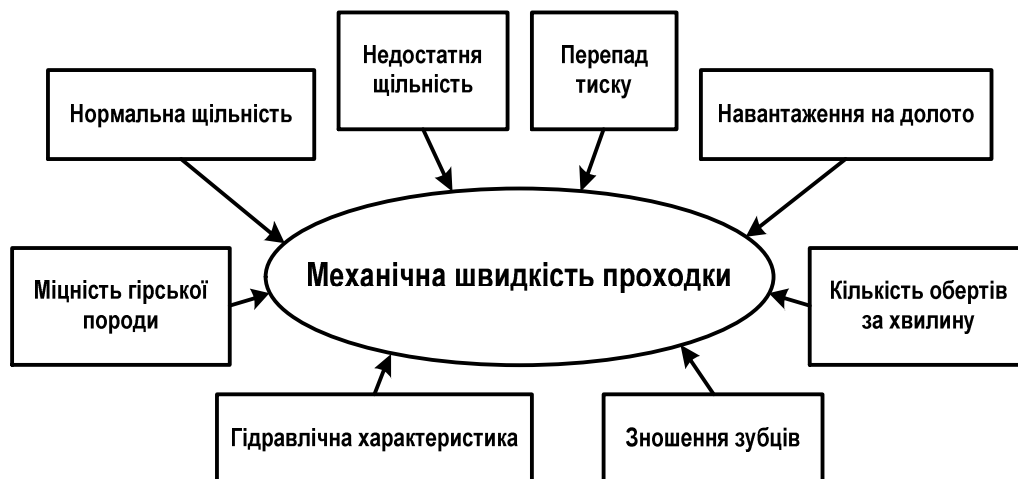 Недостатня
щільність
Перепад
тиску
Нормальна щільність
Навантаження на долото
Механічна швидкість проходки
Міцність гірської
породи
Кількість обертів
за хвилину
Гідравлічна характеристика
Зношення зубців